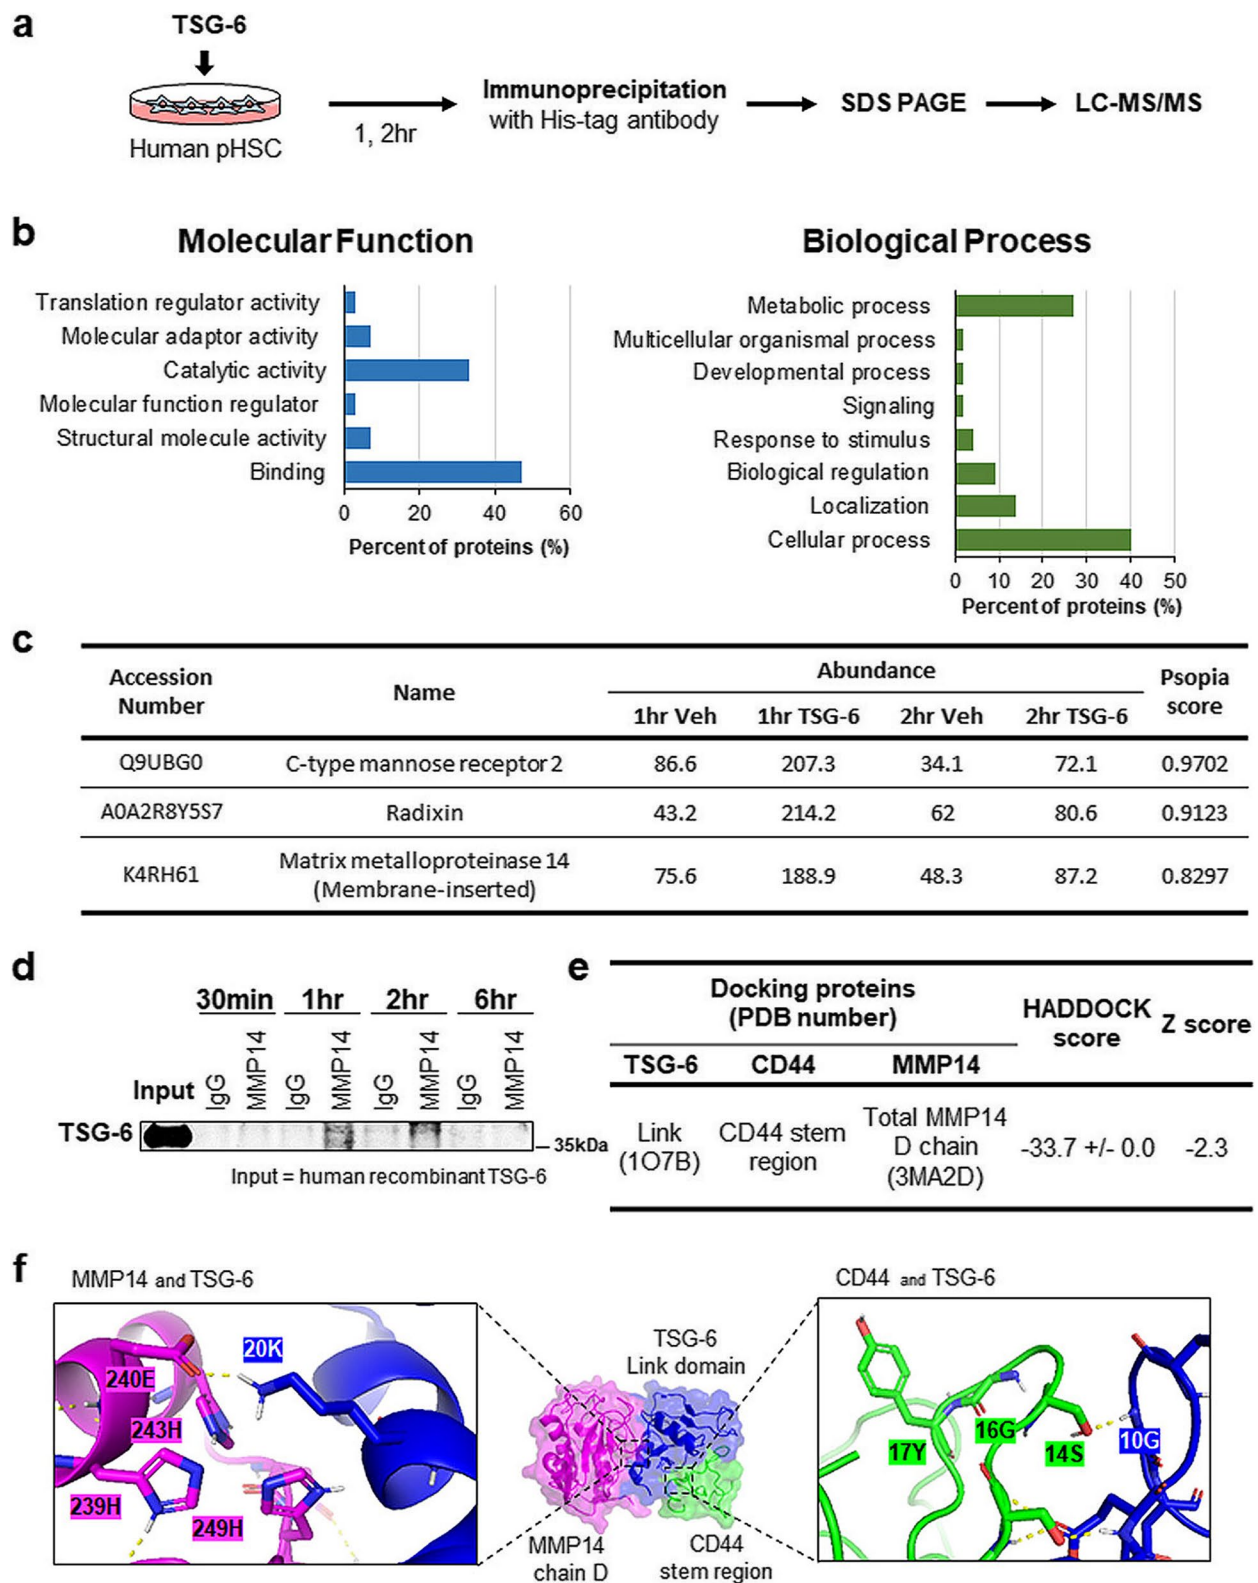 a
TSG-6
Human pHSC
1, 2hr
Immunoprecipitation
with His-tag antibody
SDS PAGE
LC-MS/MS
b
Molecular Function
Translation regulator activity
Molecular adaptor activity
Catalytic activity
Molecular function regulator
Structural molecule activity
Binding
0 20 40 60
Percent of proteins (%)
Biological Process
Metabolic process
Multicellular organismal process
Developmental process
Signaling
Response to stimulus
Biological regulation
Localization
Cellular process
0 10 20 30 40 50
Percent of proteins (%)
c
Accession Number Name Abundance Psopia score
1hr Veh 1hr TSG-6 2hr Veh 2hr TSG-6
Q9UBG0 C-type mannose receptor 2 86.6 207.3 34.1 72.1 0.9702
A0A2R8Y5S7 Radixin 43.2 214.2 62 80.6 0.9123
K4RH61 Matrix metalloproteinase 14 (Membrane-inserted) 75.6 188.9 48.3 87.2 0.8297
d
30min 1hr 2hr 6hr
Input IgG MMP14 IgG MMP14 IgG MMP14 IgG MMP14
TSG-6
35kDa
Input = human recombinant TSG-6
e
Docking proteins
(PDB number)
HADDOCK
score
Z score
TSG-6 CD44 MMP14
Link (1O7B) CD44 stem region Total MMP14 D chain (3MA2D) -33.7 +/- 0.0 -2.3
f
MMP14 and TSG-6
240E
20K
243H
239H
249H
TSG-6
Link domain
MMP14
chain D
CD44
stem region
CD44 and TSG-6
17Y
16G
14S
10G